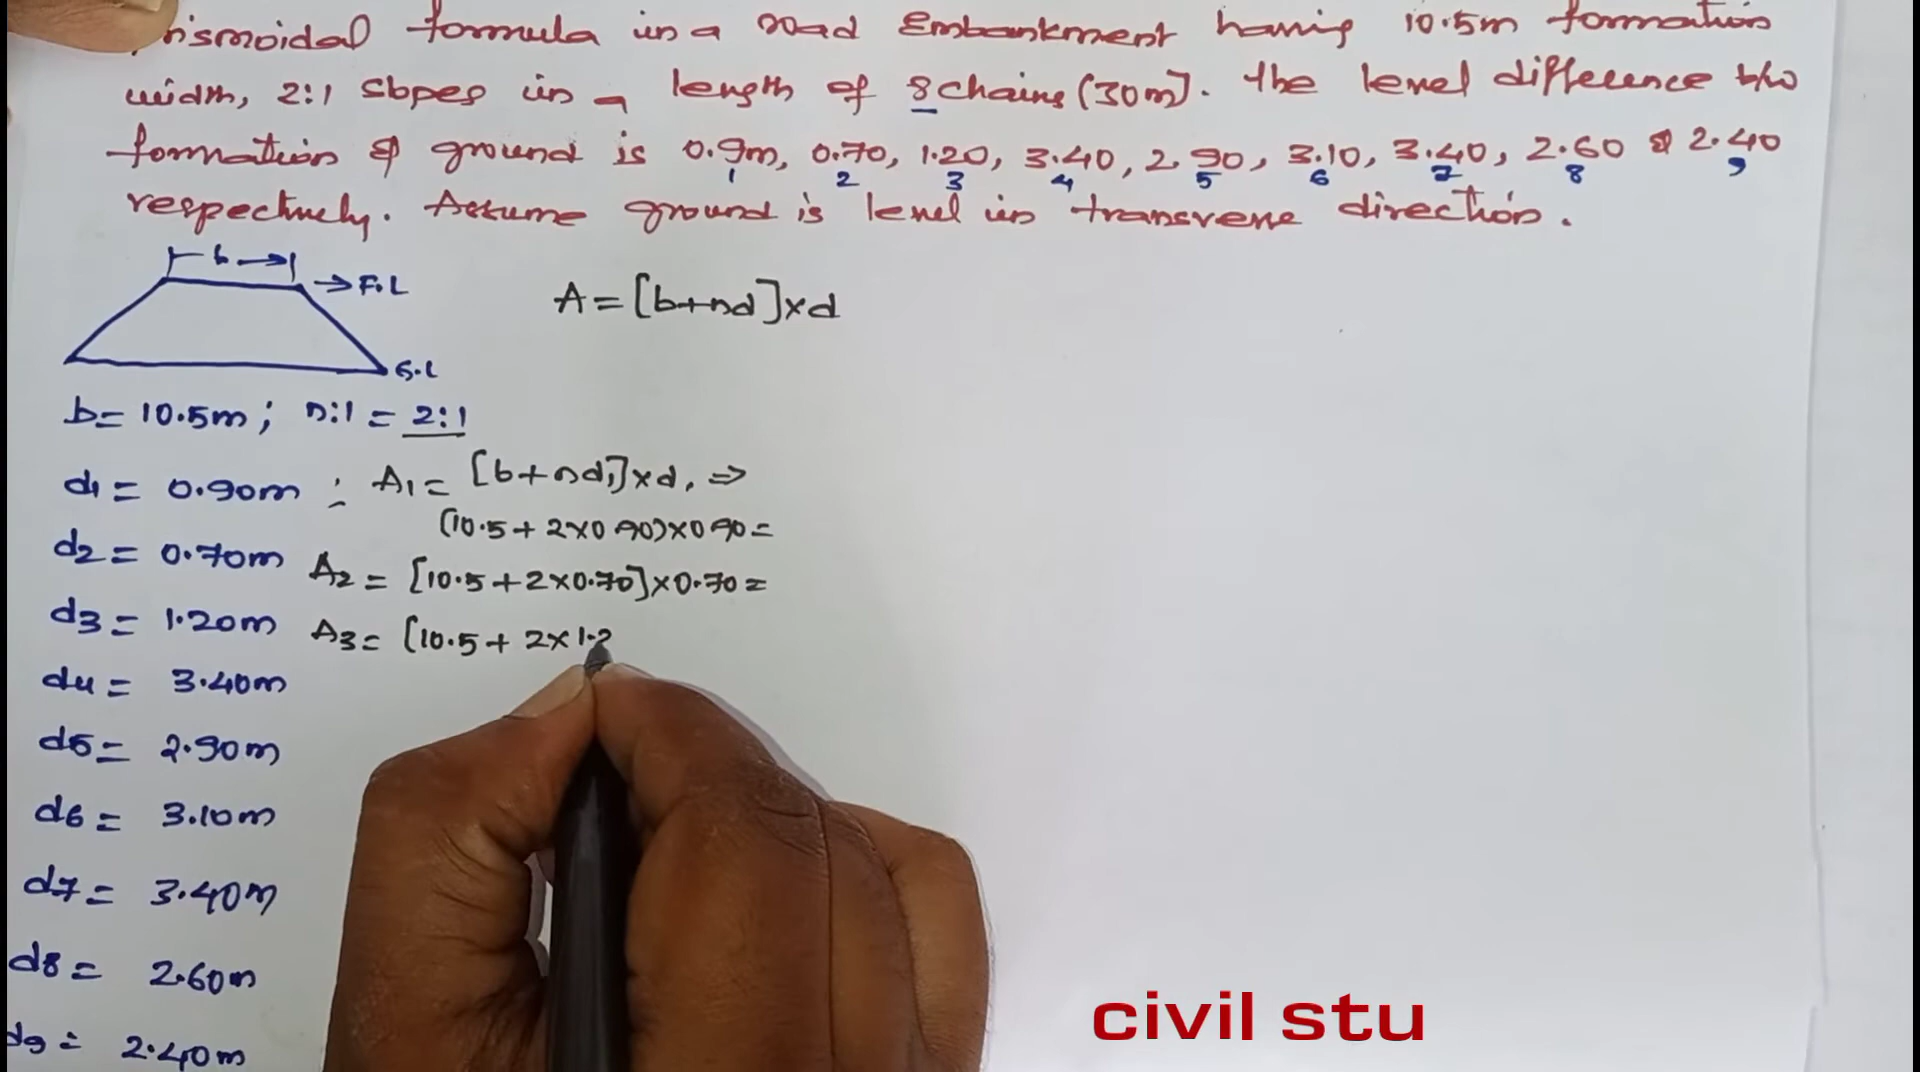 rismoidal formula in a road Embankment having 10.5m formation
width, 2:1 slopes in a length of 8 chains (30m). The level difference b/w
formation & ground is 0.9m, 0.70, 1.20, 3.40, 2.90, 3.10, 3.40, 2.60 & 2.40
1 2 3 4 5 6 7 8 9
respectively. Assume ground is level in transverse direction.
b
F.L
G.L
A = [b+nd]×d
b = 10.5m ; n:1 = 2:1
d1 = 0.90m ∴ A1 = [b+nd1]×d1 ⇒
(10.5 + 2×0.90)×0.90 =
d2 = 0.70m A2 = [10.5 + 2×0.70]×0.70 =
d3 = 1.20m A3 = (10.5 + 2×1.2
d4 = 3.40m
d5 = 2.90m
d6 = 3.10m
d7 = 3.40m
d8 = 2.60m
d9 = 2.40m
civil stu